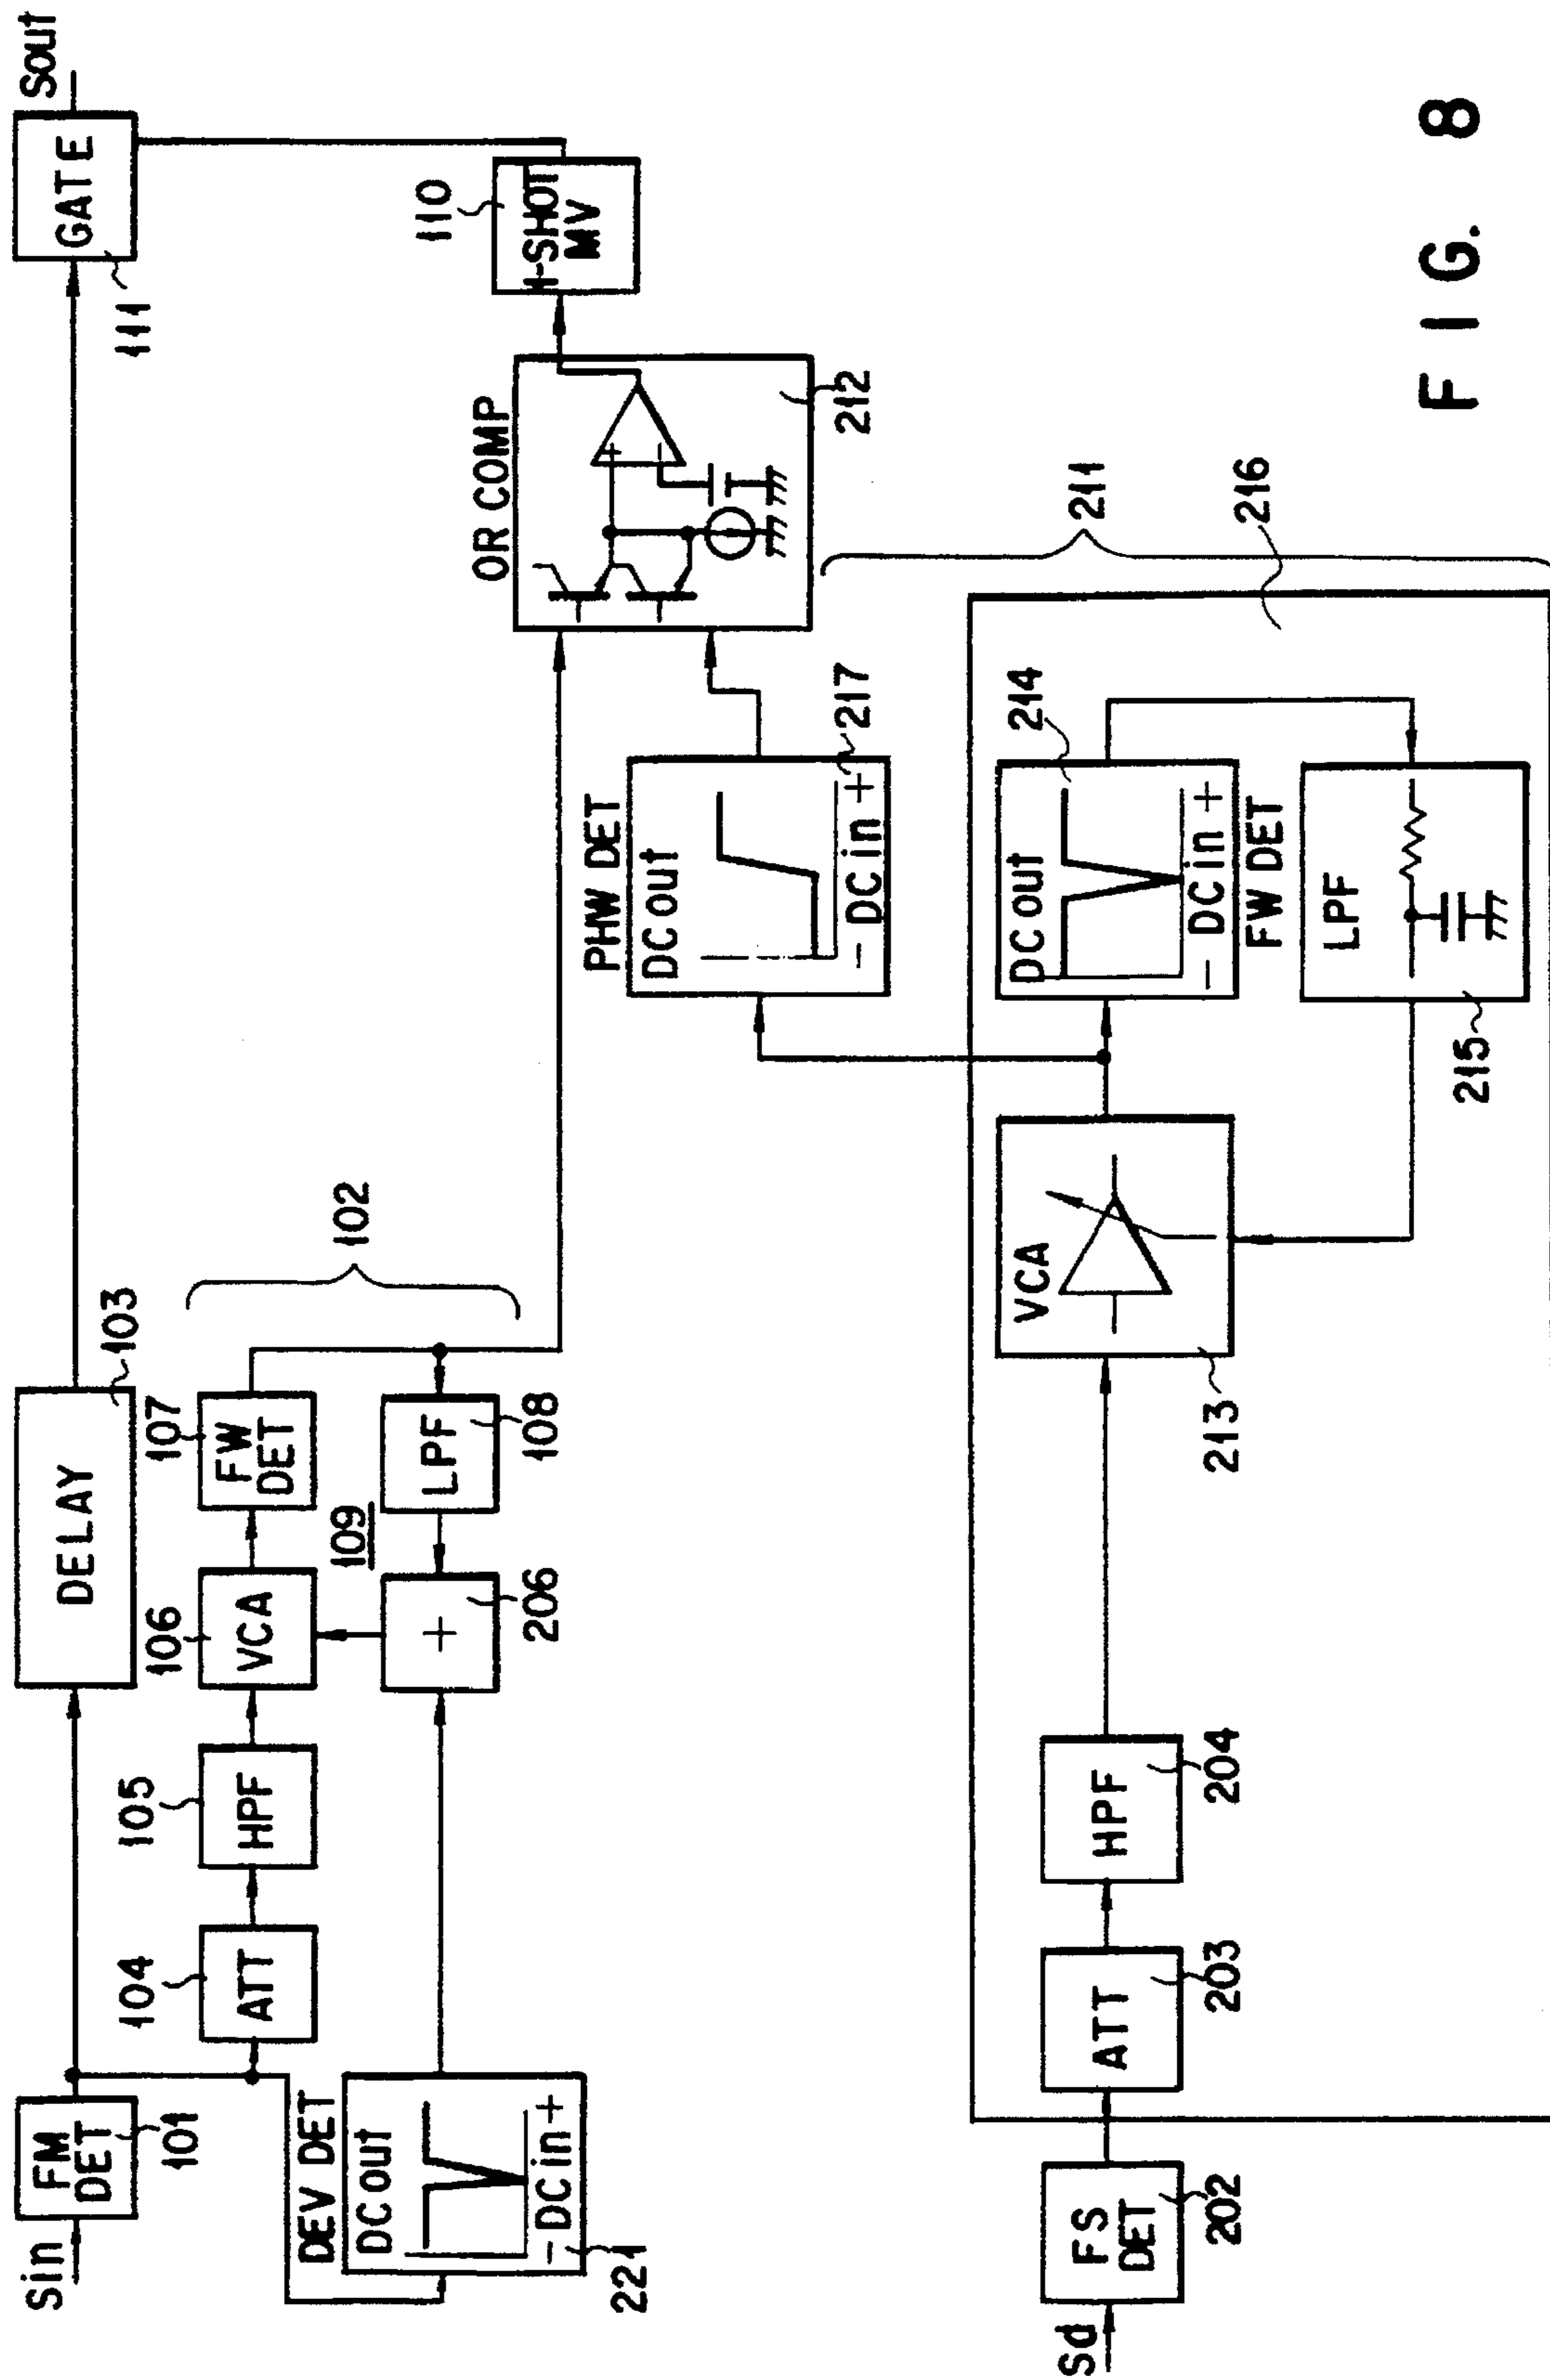 Sin
FM
DET
101
DELAY
103
GATE
111
Sout
104
ATT
105
HPF
106
VCA
107
FW
DET
102
109
206
+
LPF
108
DEV DET
DC out
- DC in +
221
OR COMP
+
-
212
110
1-SHOT
MV
PHW DET
DC out
- DC in +
217
211
216
Sd
FS
DET
202
ATT
203
HPF
204
VCA
213
DC out
- DC in +
214
FW DET
LPF
215
FIG. 8